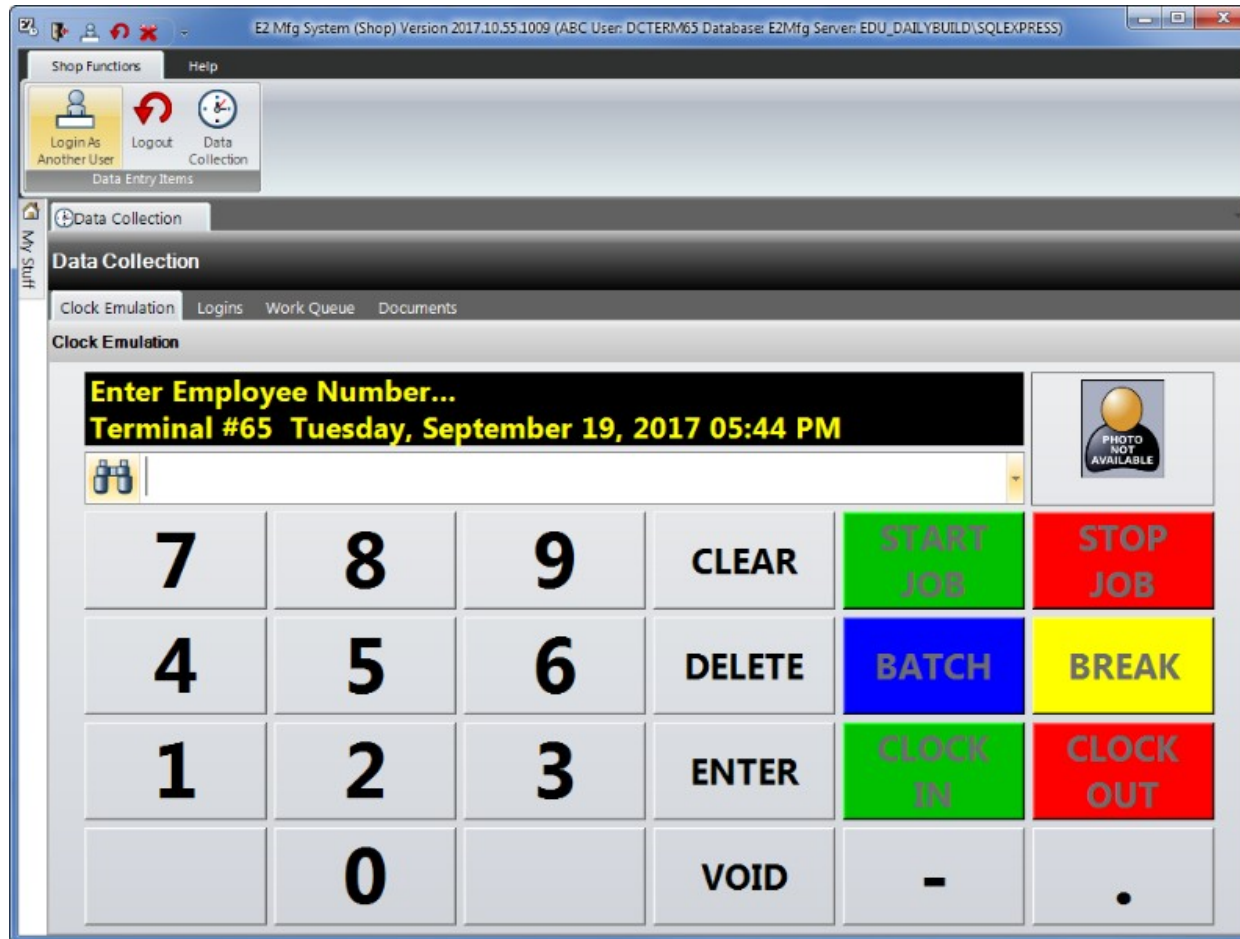 E2 Mfg System (Shop) Version 2017.10.55.1009 (ABC User: DCTERM65 Database: E2Mfg Server: EDU_DAILYBUILD\SQLEXPRESS)
Shop Functions Help
Login As Another User
Logout
Data Collection
Data Entry Items
My Stuff
Data Collection
Data Collection
Clock Emulation Logins Work Queue Documents
Clock Emulation
Enter Employee Number...
Terminal #65 Tuesday, September 19, 2017 05:44 PM
PHOTO
NOT
AVAILABLE
7 8 9 CLEAR START JOB STOP JOB
4 5 6 DELETE BATCH BREAK
1 2 3 ENTER CLOCK IN CLOCK OUT
0 VOID - .